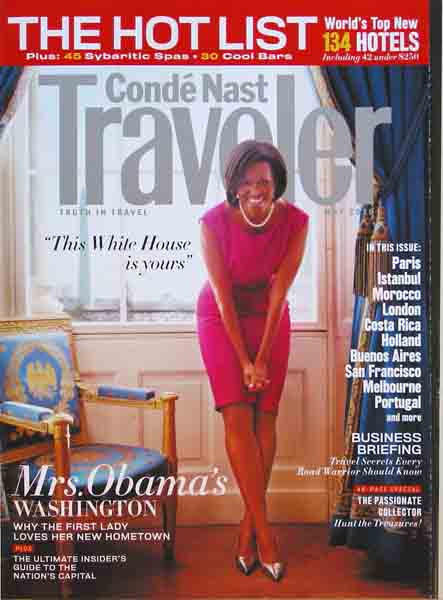 THE HOT LIST
Plus: 45 Sybaritic Spas • 30 Cool Bars
World's Top New
134 HOTELS
Including 42 under $250
Condé Nast
Traveler
TRUTH IN TRAVEL
MAY
"This White House
is yours"
IN THIS ISSUE:
Paris
Istanbul
Morocco
London
Costa Rica
Holland
Buenos Aires
San Francisco
Melbourne
Portugal
and more
BUSINESS
BRIEFING
Travel Secrets Every
Road Warrior Should Know
PAGE SPECIAL
THE PASSIONATE
COLLECTOR
Hunt the Treasures!
Mrs.Obama's
WASHINGTON
WHY THE FIRST LADY
LOVES HER NEW HOMETOWN
PLUS
THE ULTIMATE INSIDER'S
GUIDE TO THE
NATION'S CAPITAL